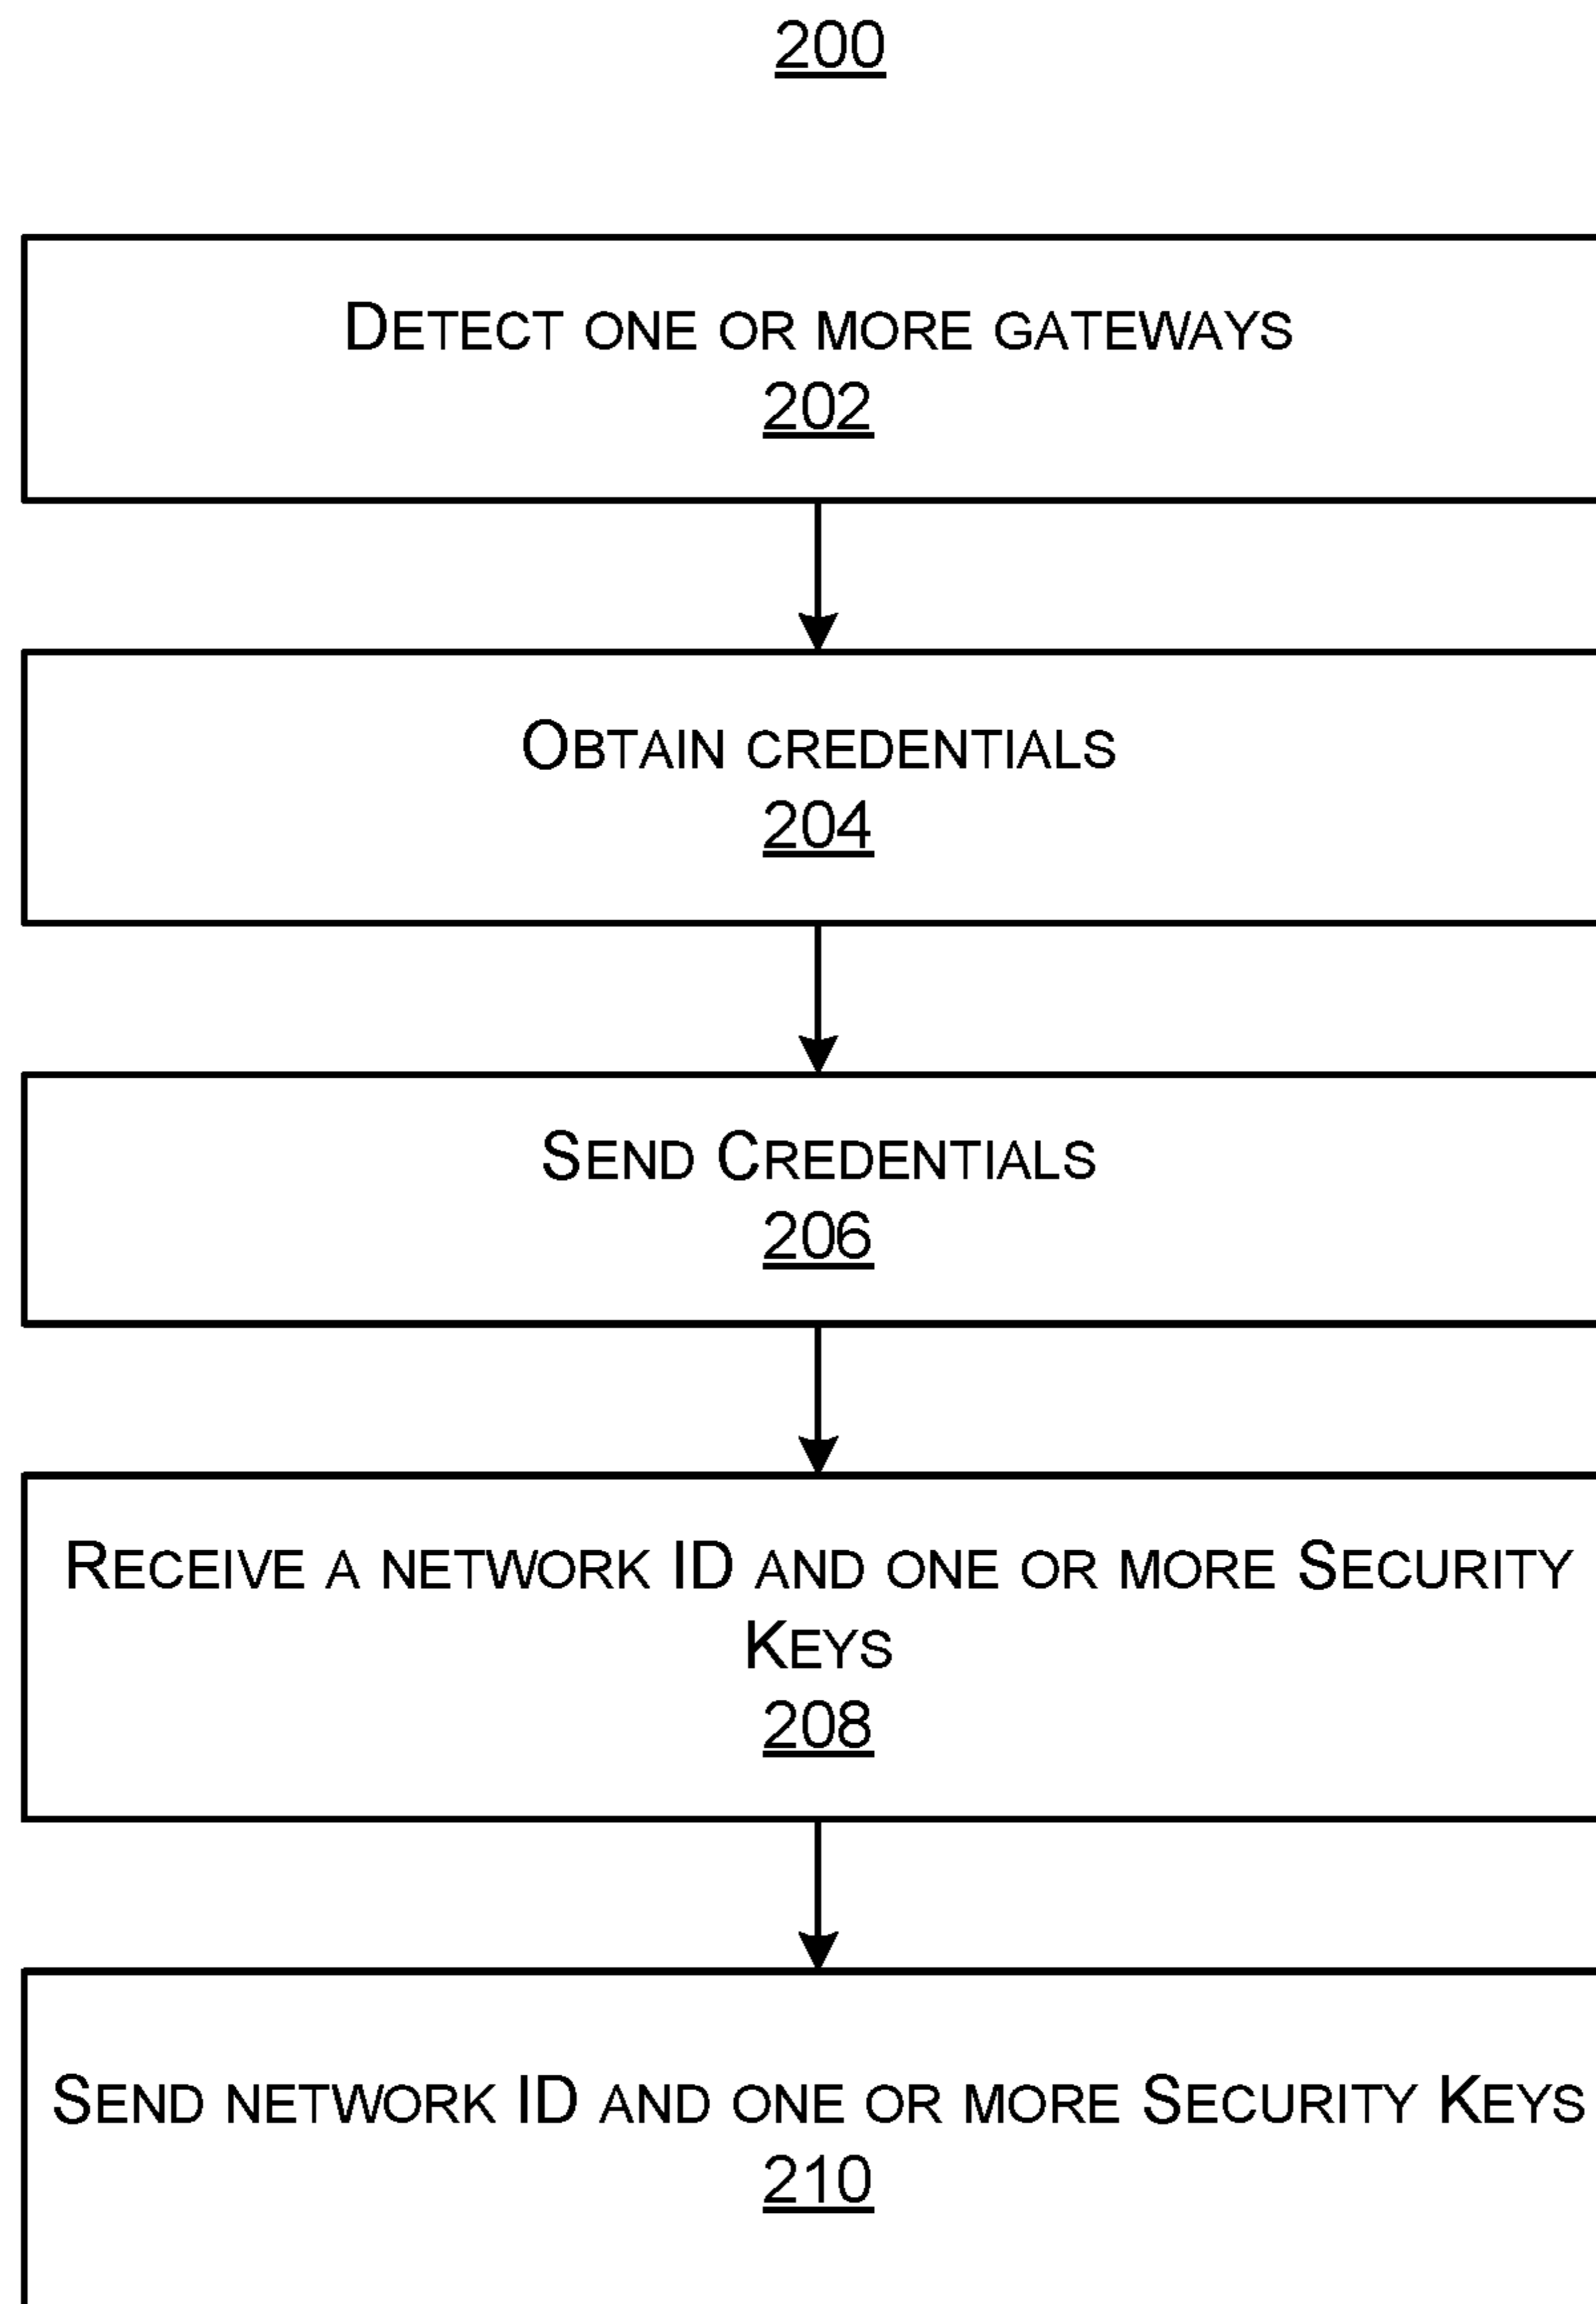 200
Detect one or more gateways
202
Obtain credentials
204
Send Credentials
206
Receive a network ID and one or more Security
Keys
208
Send network ID and one or more Security Keys
210